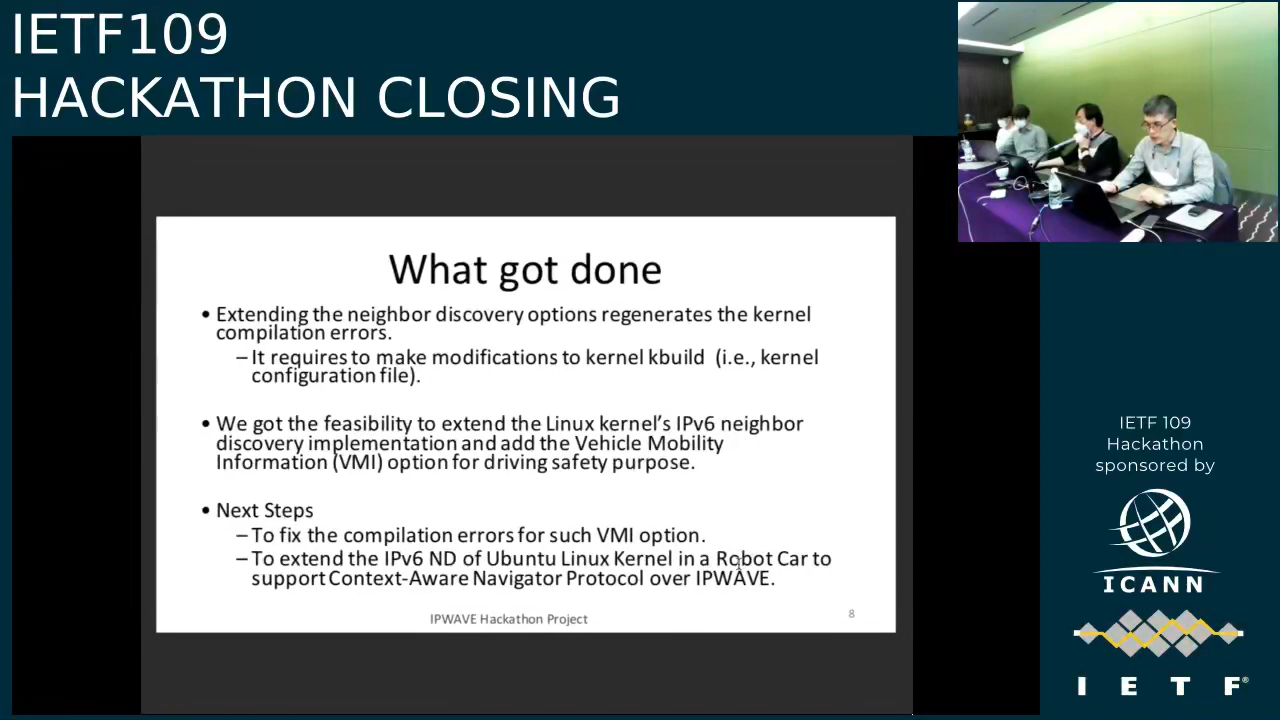 IETF109
HACKATHON CLOSING
What got done
• Extending the neighbor discovery options regenerates the kernel
compilation errors.
– It requires to make modifications to kernel kbuild (i.e., kernel
configuration file).
• We got the feasibility to extend the Linux kernel's IPv6 neighbor
discovery implementation and add the Vehicle Mobility
Information (VMI) option for driving safety purpose.
• Next Steps
– To fix the compilation errors for such VMI option.
– To extend the IPv6 ND of Ubuntu Linux Kernel in a Robot Car to
support Context-Aware Navigator Protocol over IPWAVE.
IPWAVE Hackathon Project
8
IETF 109
Hackathon
sponsored by
ICANN
I E T F®